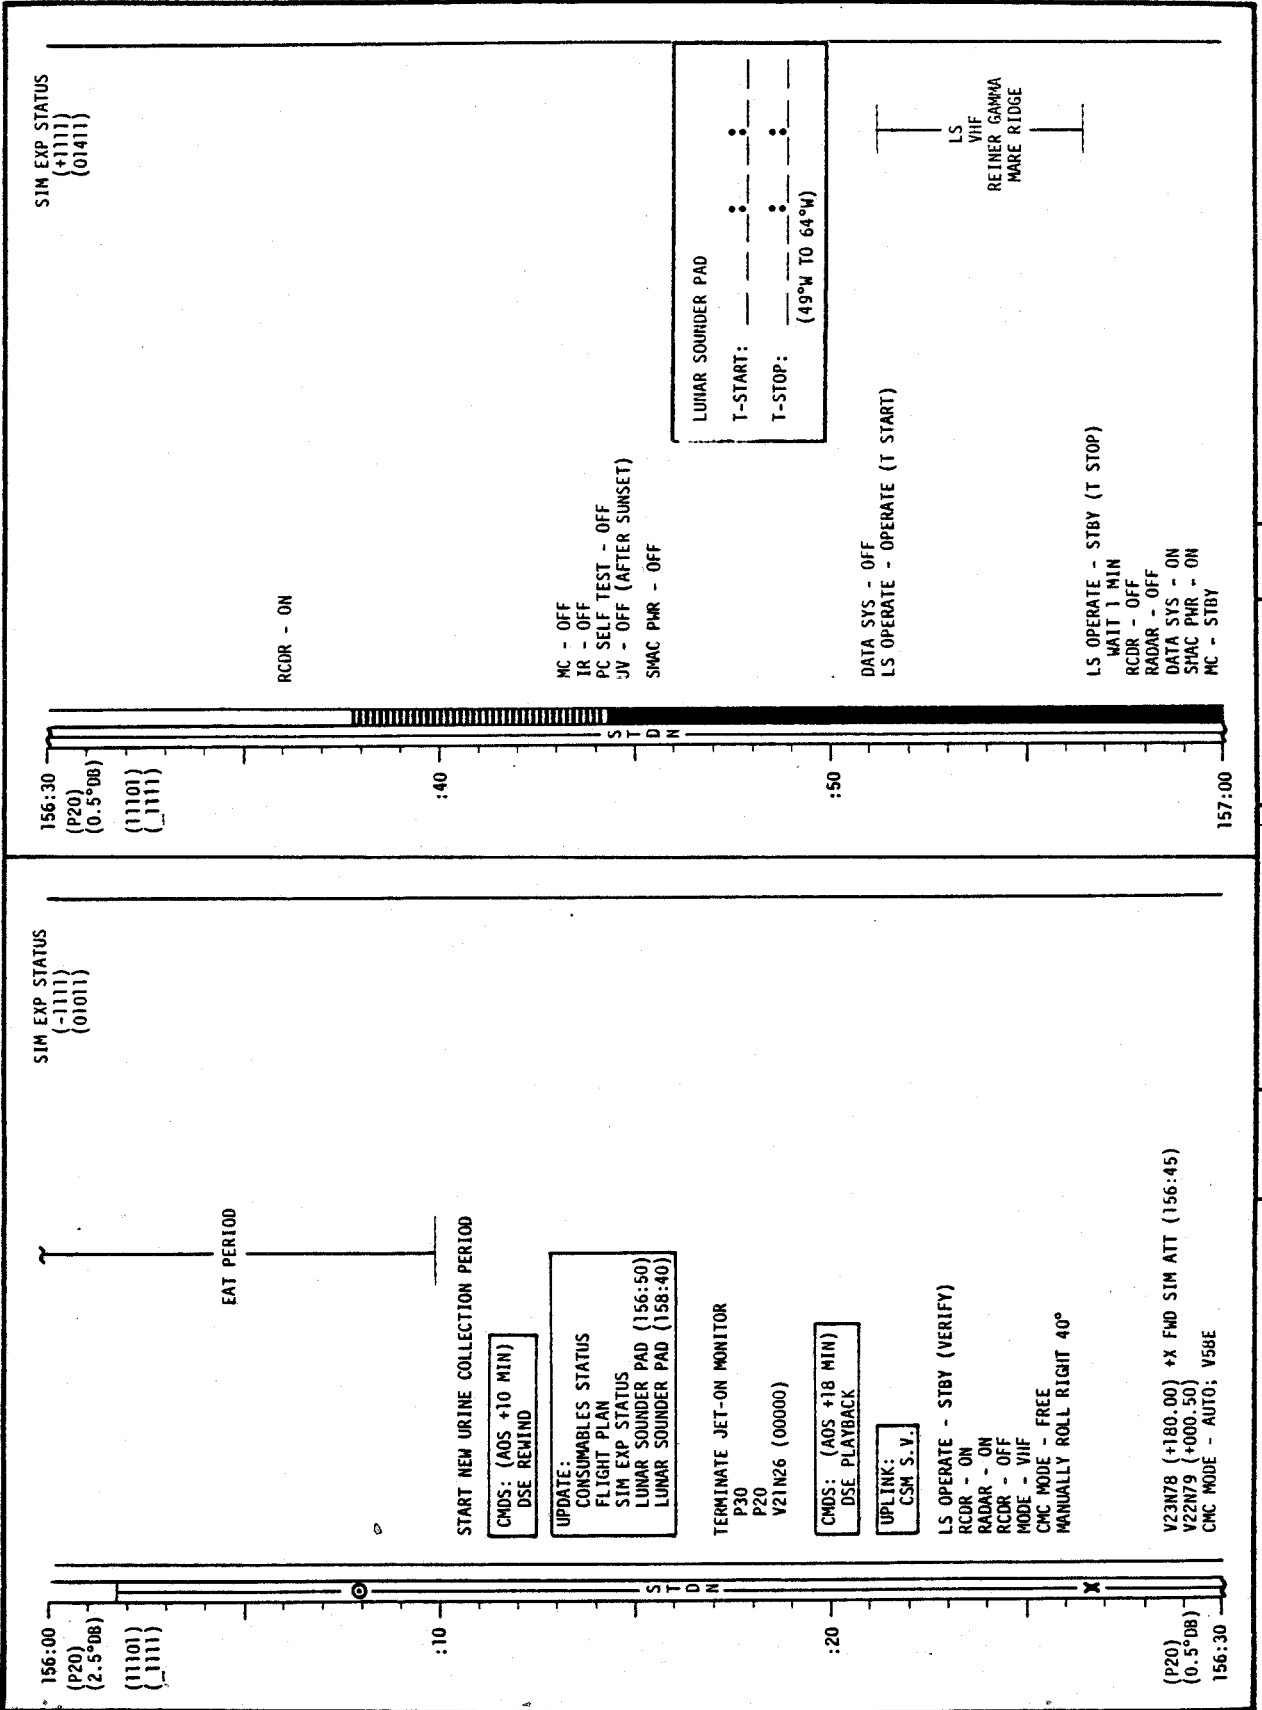 156:00
(P20)
(2.5°DB)
(11101)
(_1111)
:10
:20
(P20)
(0.5°DB)
156:30
S
T
D
N
X
SIM EXP STATUS
(-1111)
(01011)
EAT PERIOD
START NEW URINE COLLECTION PERIOD
CMDS: (AOS +10 MIN)
DSE REWIND
UPDATE:
CONSUMABLES STATUS
FLIGHT PLAN
SIM EXP STATUS
LUNAR SOUNDER PAD (156:50)
LUNAR SOUNDER PAD (158:40)
TERMINATE JET-ON MONITOR
P30
P20
V21N26 (00000)
CMDS: (AOS +18 MIN)
DSE PLAYBACK
UPLINK:
CSM S.V.
LS OPERATE - STBY (VERIFY)
RCDR - ON
RADAR - ON
RCDR - OFF
MODE - VHF
CMC MODE - FREE
MANUALLY ROLL RIGHT 40°
V23N78 (+180.00) +X FWD SIM ATT (156:45)
V22N79 (+000.50)
CMC MODE - AUTO; V58E
156:30
(P20)
(0.5°DB)
(11101)
(_1111)
:40
:50
157:00
S
T
D
N
SIM EXP STATUS
(+1111)
(01411)
RCDR - ON
MC - OFF
IR - OFF
PC SELF TEST - OFF
UV - OFF (AFTER SUNSET)
SMAC PWR - OFF
LUNAR SOUNDER PAD
T-START: ___ : __ : __
T-STOP: ___ : __ : __
(49°W TO 64°W)
DATA SYS - OFF
LS OPERATE - OPERATE (T START)
LS
VHF
REINER GAMMA
MARE RIDGE
LS OPERATE - STBY (T STOP)
WAIT 1 MIN
RCDR - OFF
RADAR - OFF
DATA SYS - ON
SMAC PWR - ON
MC - STBY